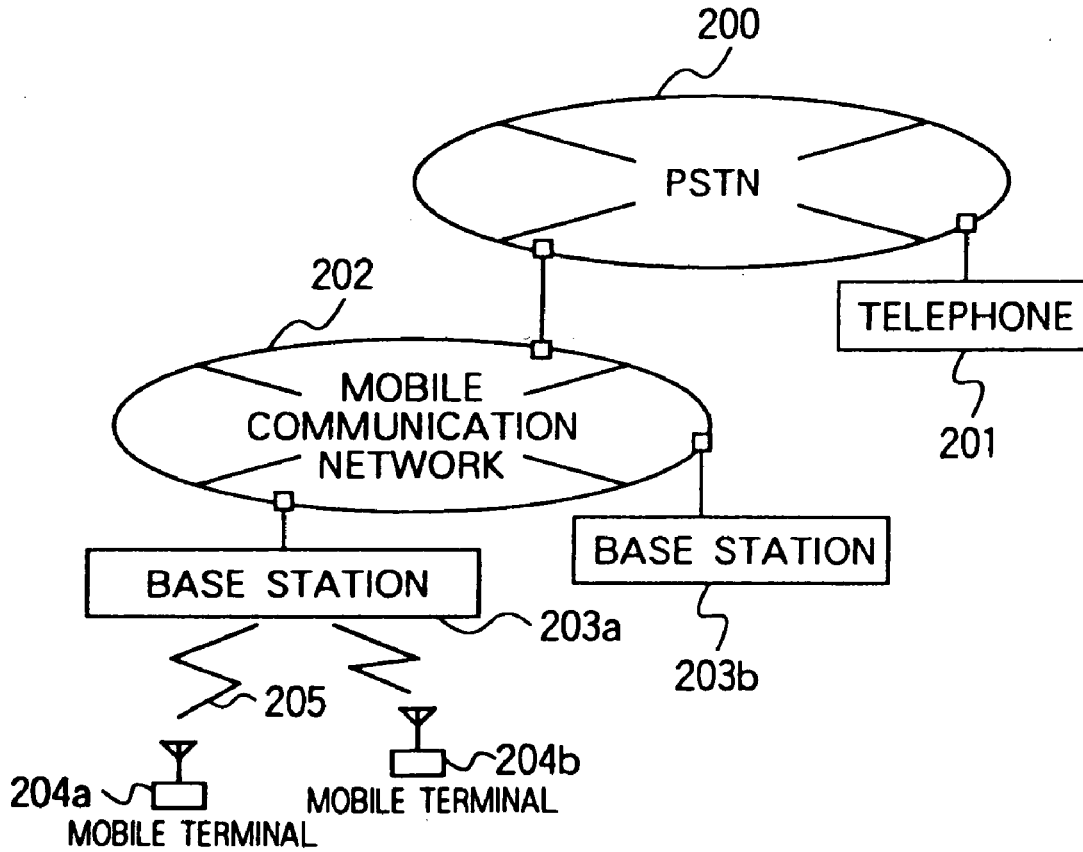 200
PSTN
202
TELEPHONE
MOBILE
COMMUNICATION
NETWORK
201
BASE STATION
BASE STATION
203a
203b
205
204b
204a
MOBILE TERMINAL
MOBILE TERMINAL